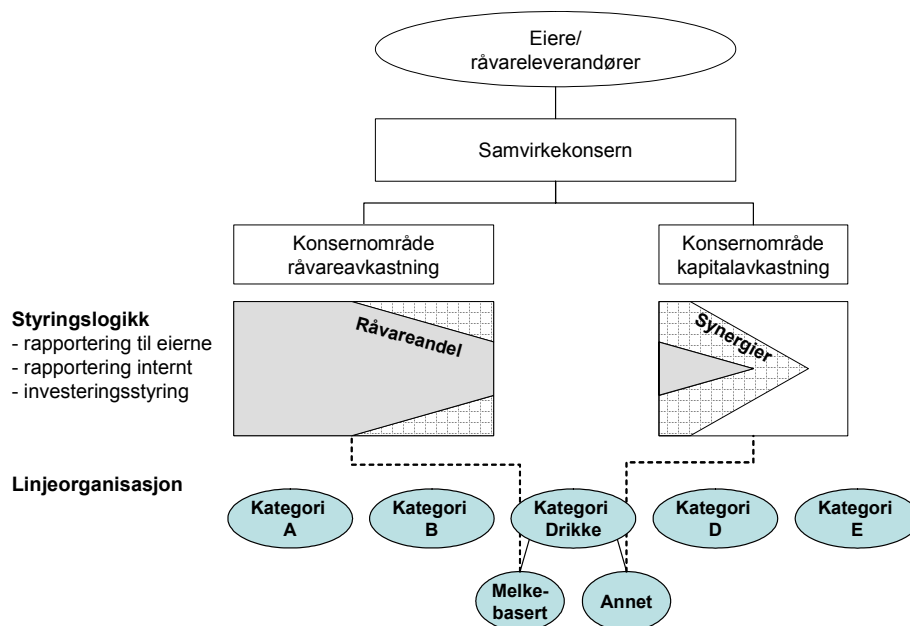 Eiere/
råvareleverandører
Samvirkekonsern
Konsernområde
råvareavkastning
Konsernområde
kapitalavkastning
Styringslogikk
- rapportering til eierne
- rapportering internt
- investeringsstyring
Råvareandel
Synergier
Linjeorganisasjon
Kategori
A
Kategori
B
Kategori
Drikke
Kategori
D
Kategori
E
Melke-
basert
Annet